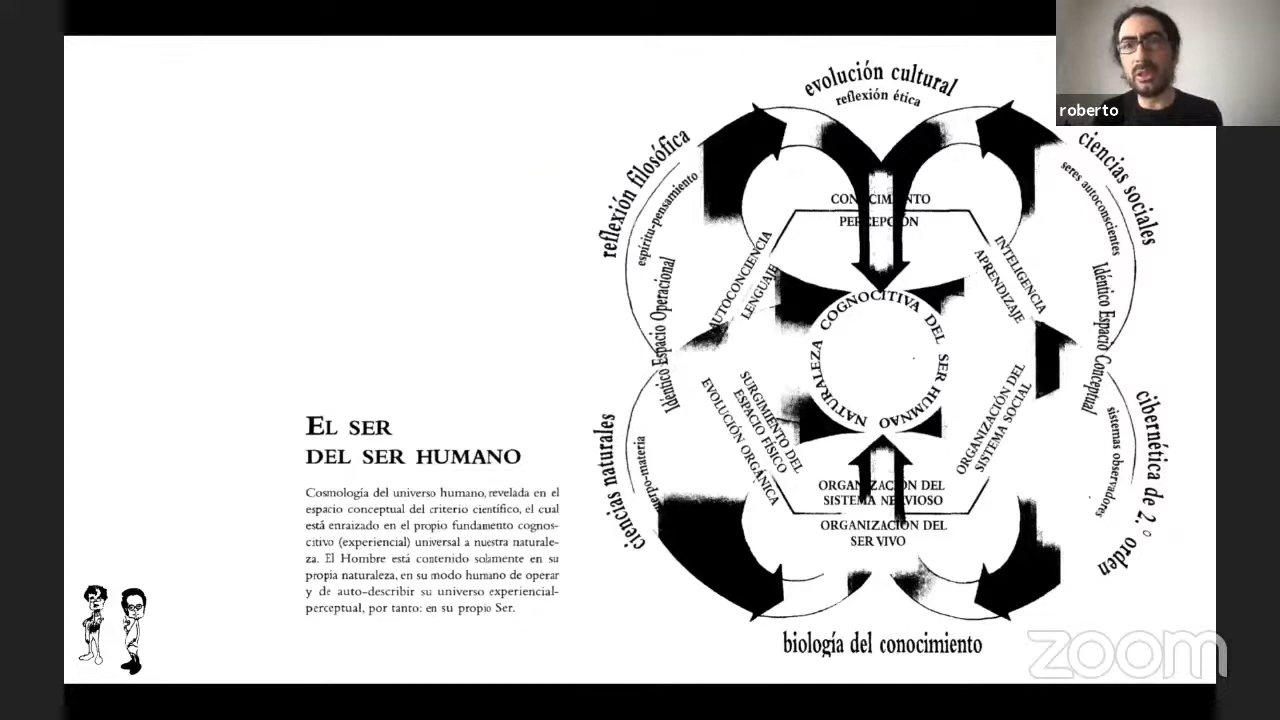 evolución cultural
reflexión ética
roberto
reflexión filosófica
espíritu-pensamiento
ciencias sociales
seres autoconscientes
CONOCIMIENTO
PERCEPCIÓN
AUTOCONCIENCIA
LENGUAJE
INTELIGENCIA
APRENDIZAJE
Idéntico Espacio Operacional
Idéntico Espacio Conceptual
NATURALEZA COGNOCITIVA DEL SER HUMNAO
SURGIMIENTO DEL
ESPACIO FÍSICO
EVOLUCIÓN ORGÁNICA
ORGANIZACIÓN DEL
SISTEMA SOCIAL
ciencias naturales
cuerpo-materia
cibernética de 2.° orden
sistemas observadores
ORGANIZACIÓN DEL
SISTEMA NERVIOSO
ORGANIZACIÓN DEL
SER VIVO
biología del conocimiento
EL SER
DEL SER HUMANO
Cosmología del universo humano, revelada en el
espacio conceptual del criterio científico, el cual
está enraizado en el propio fundamento cognos-
citivo (experiencial) universal a nuestra naturale-
za. El Hombre está contenido solamente en su
propia naturaleza, en su modo humano de operar
y de auto-describir su universo experiencial-
perceptual, por tanto: en su propio Ser.
zoom